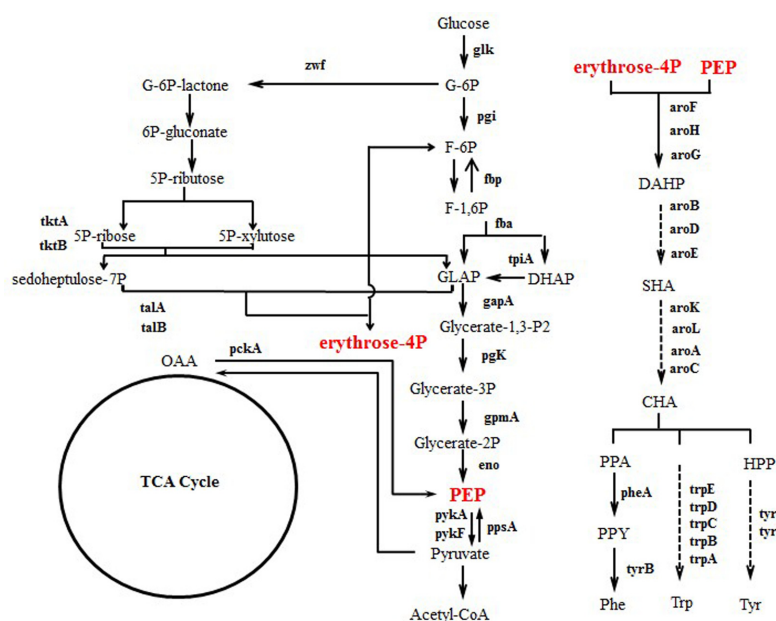 Glucose
glk
erythrose-4P PEP
zwf
G-6P-lactone
G-6P
aroF
pgi
6P-gluconate
aroH
F-6P
aroG
5P-ributose
fbp
DAHP
F-1,6P
aroB
tktA
fba
aroD
tktB
5P-ribose
5P-xylutose
aroE
tpiA
sedoheptulose-7P
GLAP
DHAP
SHA
talA
gapA
aroK
talB
Glycerate-1,3-P2
aroL
erythrose-4P
pgK
aroA
OAA
pckA
aroC
Glycerate-3P
CHA
gpmA
Glycerate-2P
eno
PPA
HPP
TCA Cycle
PEP
pheA
trpE
trpD
pykA
ppsA
trpC
tyr
pykF
PPY
trpB
tyr
Pyruvate
trpA
tyrB
Acetyl-CoA
Phe
Trp
Tyr